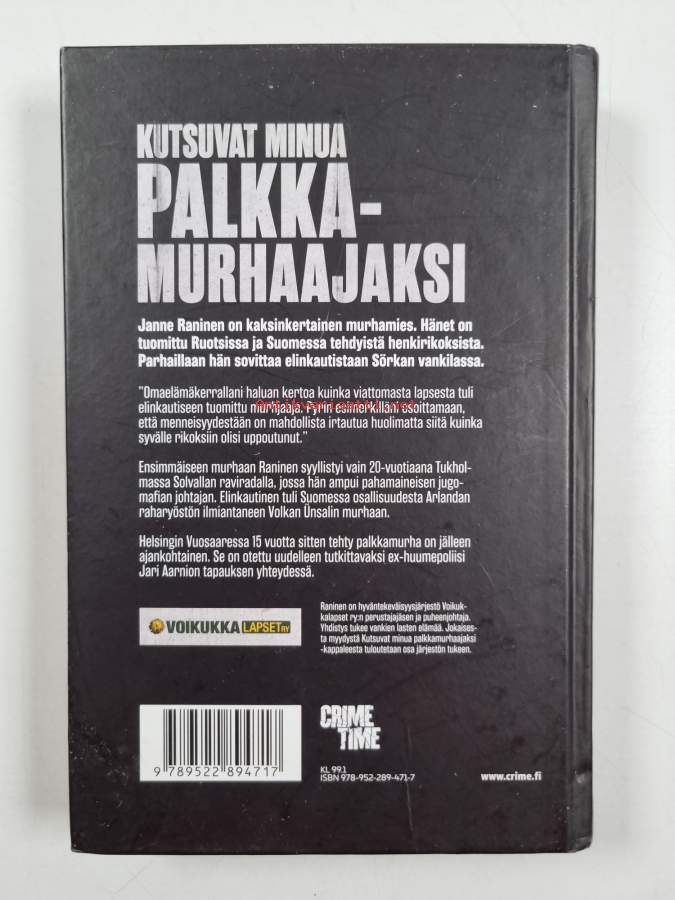 KUTSUVAT MINUA
PALKKA-
MURHAAJAKSI
Janne Raninen on kaksinkertainen murhamies. Hänet on
tuomittu Ruotsissa ja Suomessa tehdyistä henkirikoksista.
Parhaillaan hän sovittaa elinkautistaan Sörkan vankilassa.
"Omaelämäkerrallani haluan kertoa kuinka viattomasta lapsesta tuli
elinkautiseen tuomittu murhaaja. Pyrin esimerkilläni osoittamaan,
että menneisyydestään on mahdollista irtautua huolimatta siitä kuinka
syvälle rikoksiin olisi uppoutunut."
Ensimmäiseen murhaan Raninen syyllistyi vain 20-vuotiaana Tukhol-
massa Solvallan raviradalla, jossa hän ampui pahamaineisen jugo-
mafian johtajan. Elinkautinen tuli Suomessa osallisuudesta Arlandan
raharyöstön ilmiantaneen Volkan Ünsalin murhaan.
Helsingin Vuosaaressa 15 vuotta sitten tehty palkkamurha on jälleen
ajankohtainen. Se on otettu uudelleen tutkittavaksi ex-huumepoliisi
Jari Aarnion tapauksen yhteydessä.
VOIKUKKA LAPSET RY
Raninen on hyväntekeväisyysjärjestö Voikuk-
kalapset ry:n perustajajäsen ja puheenjohtaja.
Yhdistys tukee vankien lasten elämää. Jokaises-
ta myydystä Kutsuvat minua palkkamurhaajaksi
-kappaleesta tuloutetaan osa järjestön tukeen.
CRIME
TIME
9 789522 894717
KL 99.1
ISBN 978-952-289-471-7
www.crime.fi